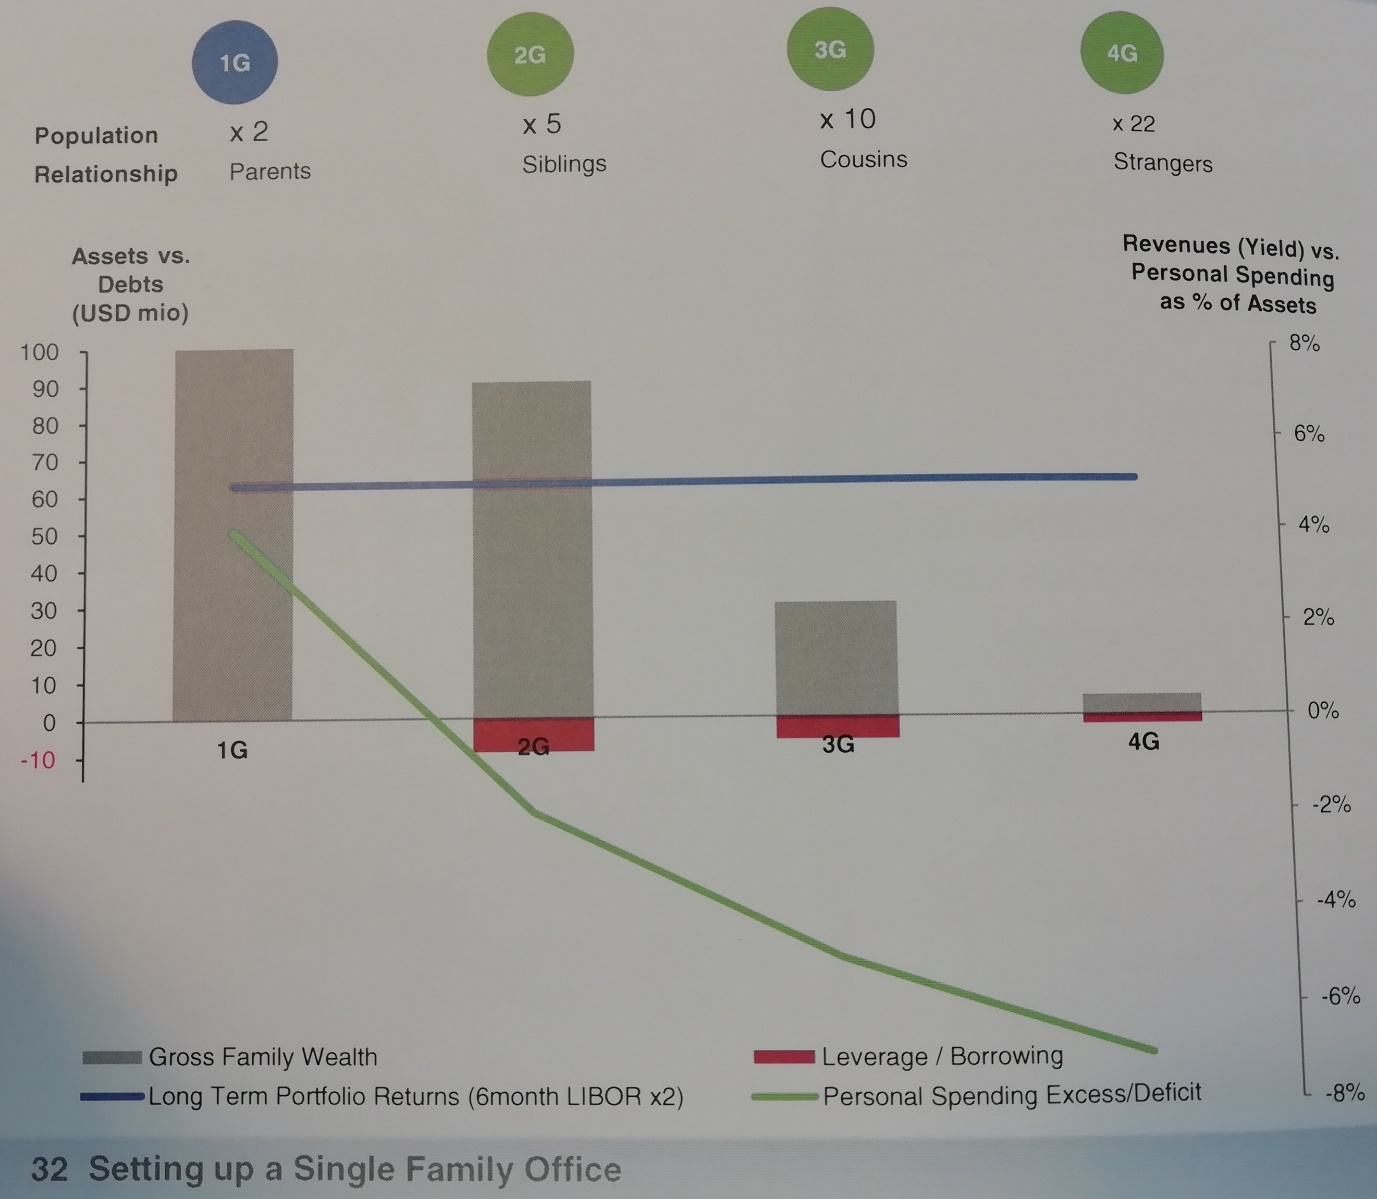 1G 2G 3G 4G
Population x 2 x 5 x 10 x 22
Relationship Parents Siblings Cousins Strangers
Assets vs.
Debts
(USD mio)
Revenues (Yield) vs.
Personal Spending
as % of Assets
100
90
80
70
60
50
40
30
20
10
0
-10
8%
6%
4%
2%
0%
-2%
-4%
-6%
-8%
1G 2G 3G 4G
Gross Family Wealth
Leverage / Borrowing
Long Term Portfolio Returns (6month LIBOR x2)
Personal Spending Excess/Deficit
32 Setting up a Single Family Office